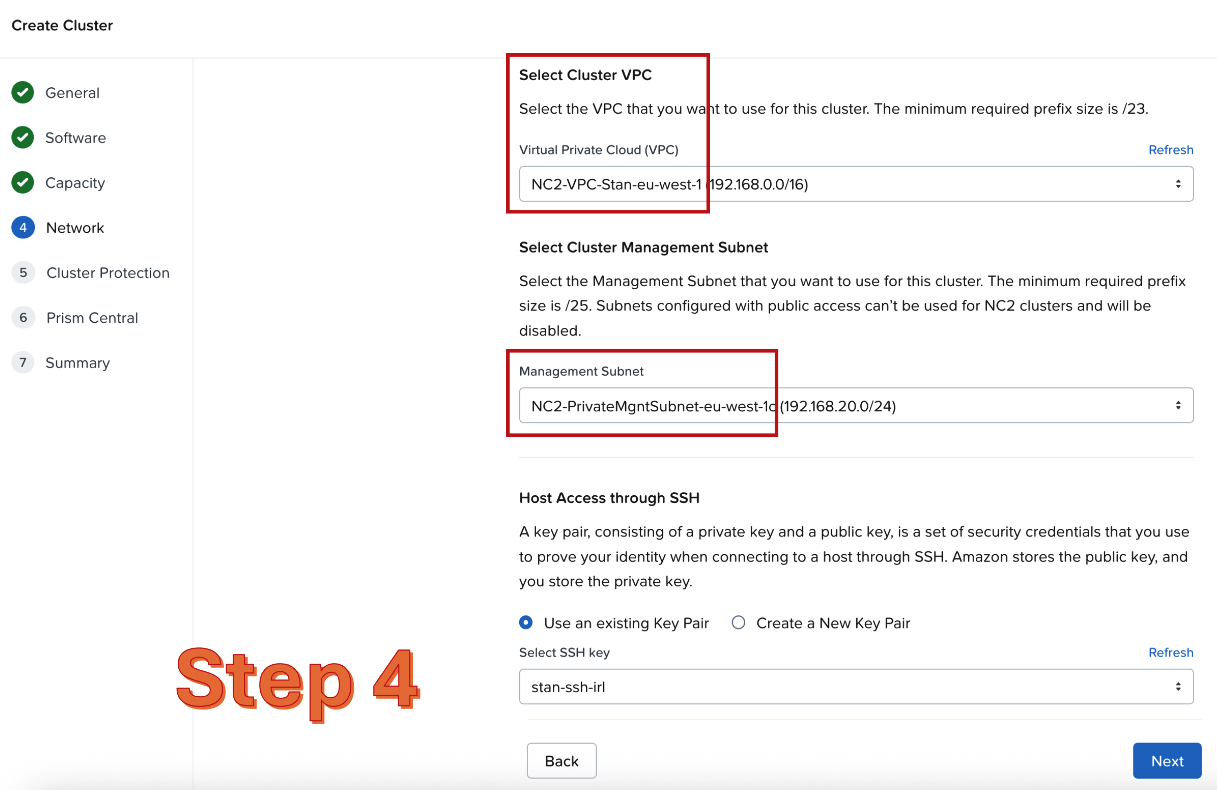 Create Cluster
General
Software
Capacity
4 Network
5 Cluster Protection
6 Prism Central
7 Summary
Select Cluster VPC
Select the VPC that you want to use for this cluster. The minimum required prefix size is /23.
Virtual Private Cloud (VPC) Refresh
NC2-VPC-Stan-eu-west-1 (192.168.0.0/16)
Select Cluster Management Subnet
Select the Management Subnet that you want to use for this cluster. The minimum required prefix
size is /25. Subnets configured with public access can’t be used for NC2 clusters and will be
disabled.
Management Subnet
NC2-PrivateMgntSubnet-eu-west-1c (192.168.20.0/24)
Host Access through SSH
A key pair, consisting of a private key and a public key, is a set of security credentials that you use
to prove your identity when connecting to a host through SSH. Amazon stores the public key, and
you store the private key.
Use an existing Key Pair Create a New Key Pair
Select SSH key Refresh
stan-ssh-irl
Step 4
Back Next